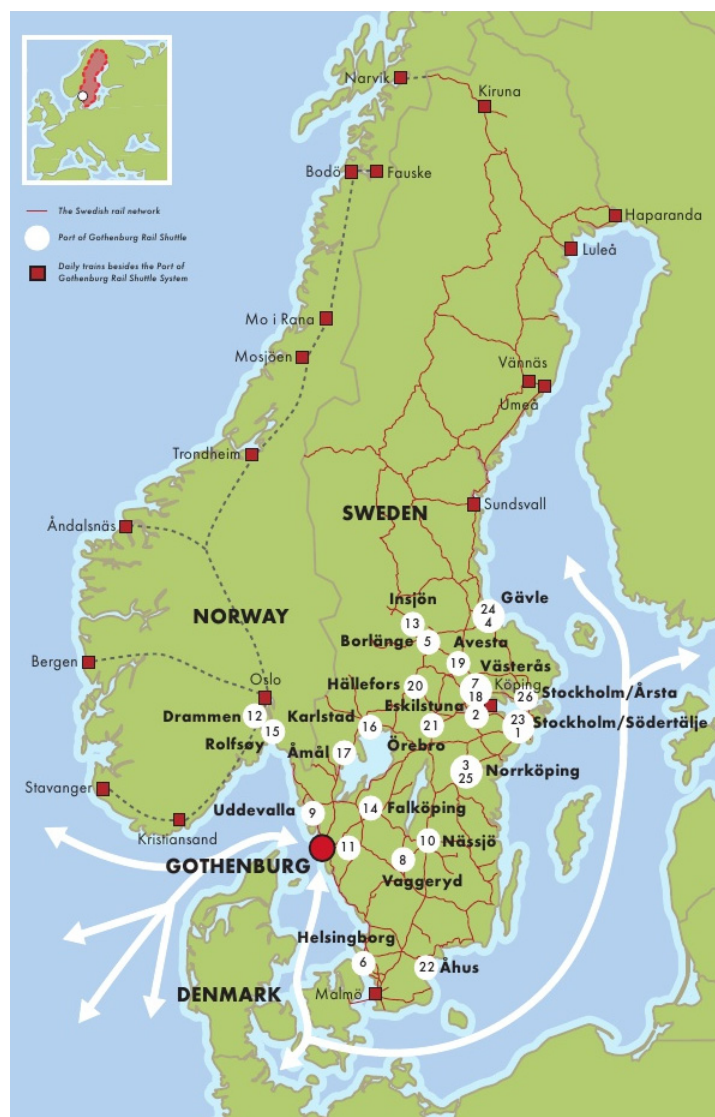 Narvik
Kiruna
Bodö
Fauske
Haparanda
Luleå
The Swedish rail network
Port of Gothenburg Rail Shuttle
Daily trains besides the Port of
Gothenburg Rail Shuttle System
Mo i Rana
Mosjöen
Vännäs
Umeå
Trondheim
Sundsvall
SWEDEN
Åndalsnäs
Insjön
Gävle
24
4
13
NORWAY
Borlänge
5
Avesta
19
Västerås
Bergen
Oslo
Hällefors
20
7
18
Köping
26
Stockholm/Årsta
Eskilstuna
2
Drammen
12
Karlstad
16
21
23
1
Stockholm/Södertälje
Rolfsøy
15
Örebro
Åmål
17
3
25
Norrköping
Stavanger
Uddevalla
9
14
Falköping
Kristiansand
10
Nässjö
GOTHENBURG
11
8
Vaggeryd
Helsingborg
6
22
Åhus
DENMARK
Malmö